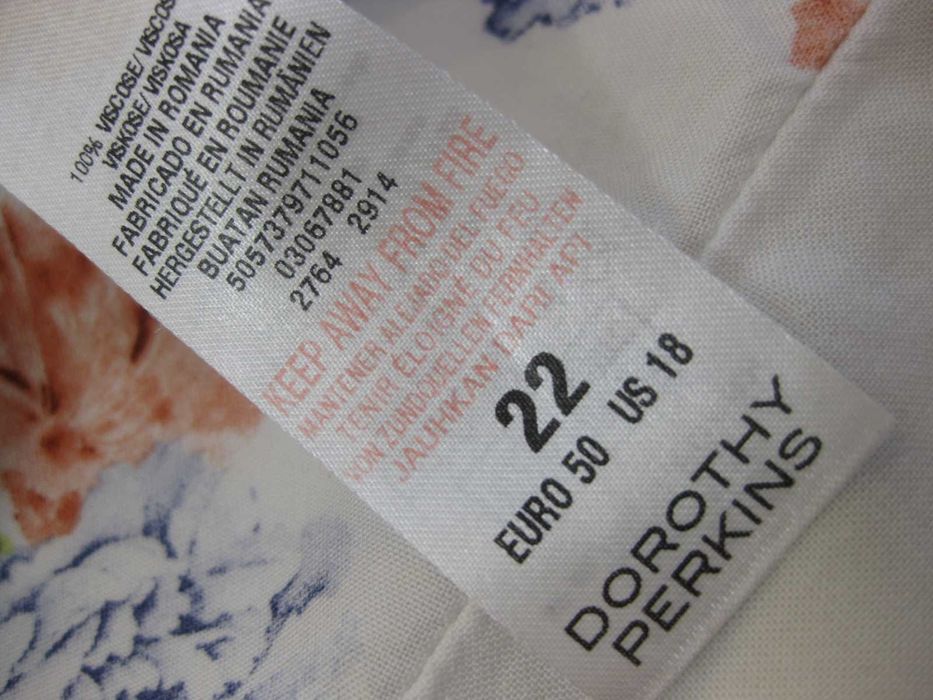 100% VISCOSE/ VISCOS
VISKOSE/ VISKOSA
MADE IN ROMANIA
FABRICADO EN RUMANIA
FABRIQUÉ EN ROUMANIE
HERGESTELLT IN RUMÄNIEN
BUATAN RUMANIA
5057379711056
03067881
2764 2914
KEEP AWAY FROM FIRE
MANTENER ALEJADO DEL FUEGO
TENIR ÉLOIGNÉ DU FEU
VON ZÜNDQUELLEN FERNHALTEN
JAUHKAN DARI API
22
EURO 50 US 18
DOROTHY
PERKINS